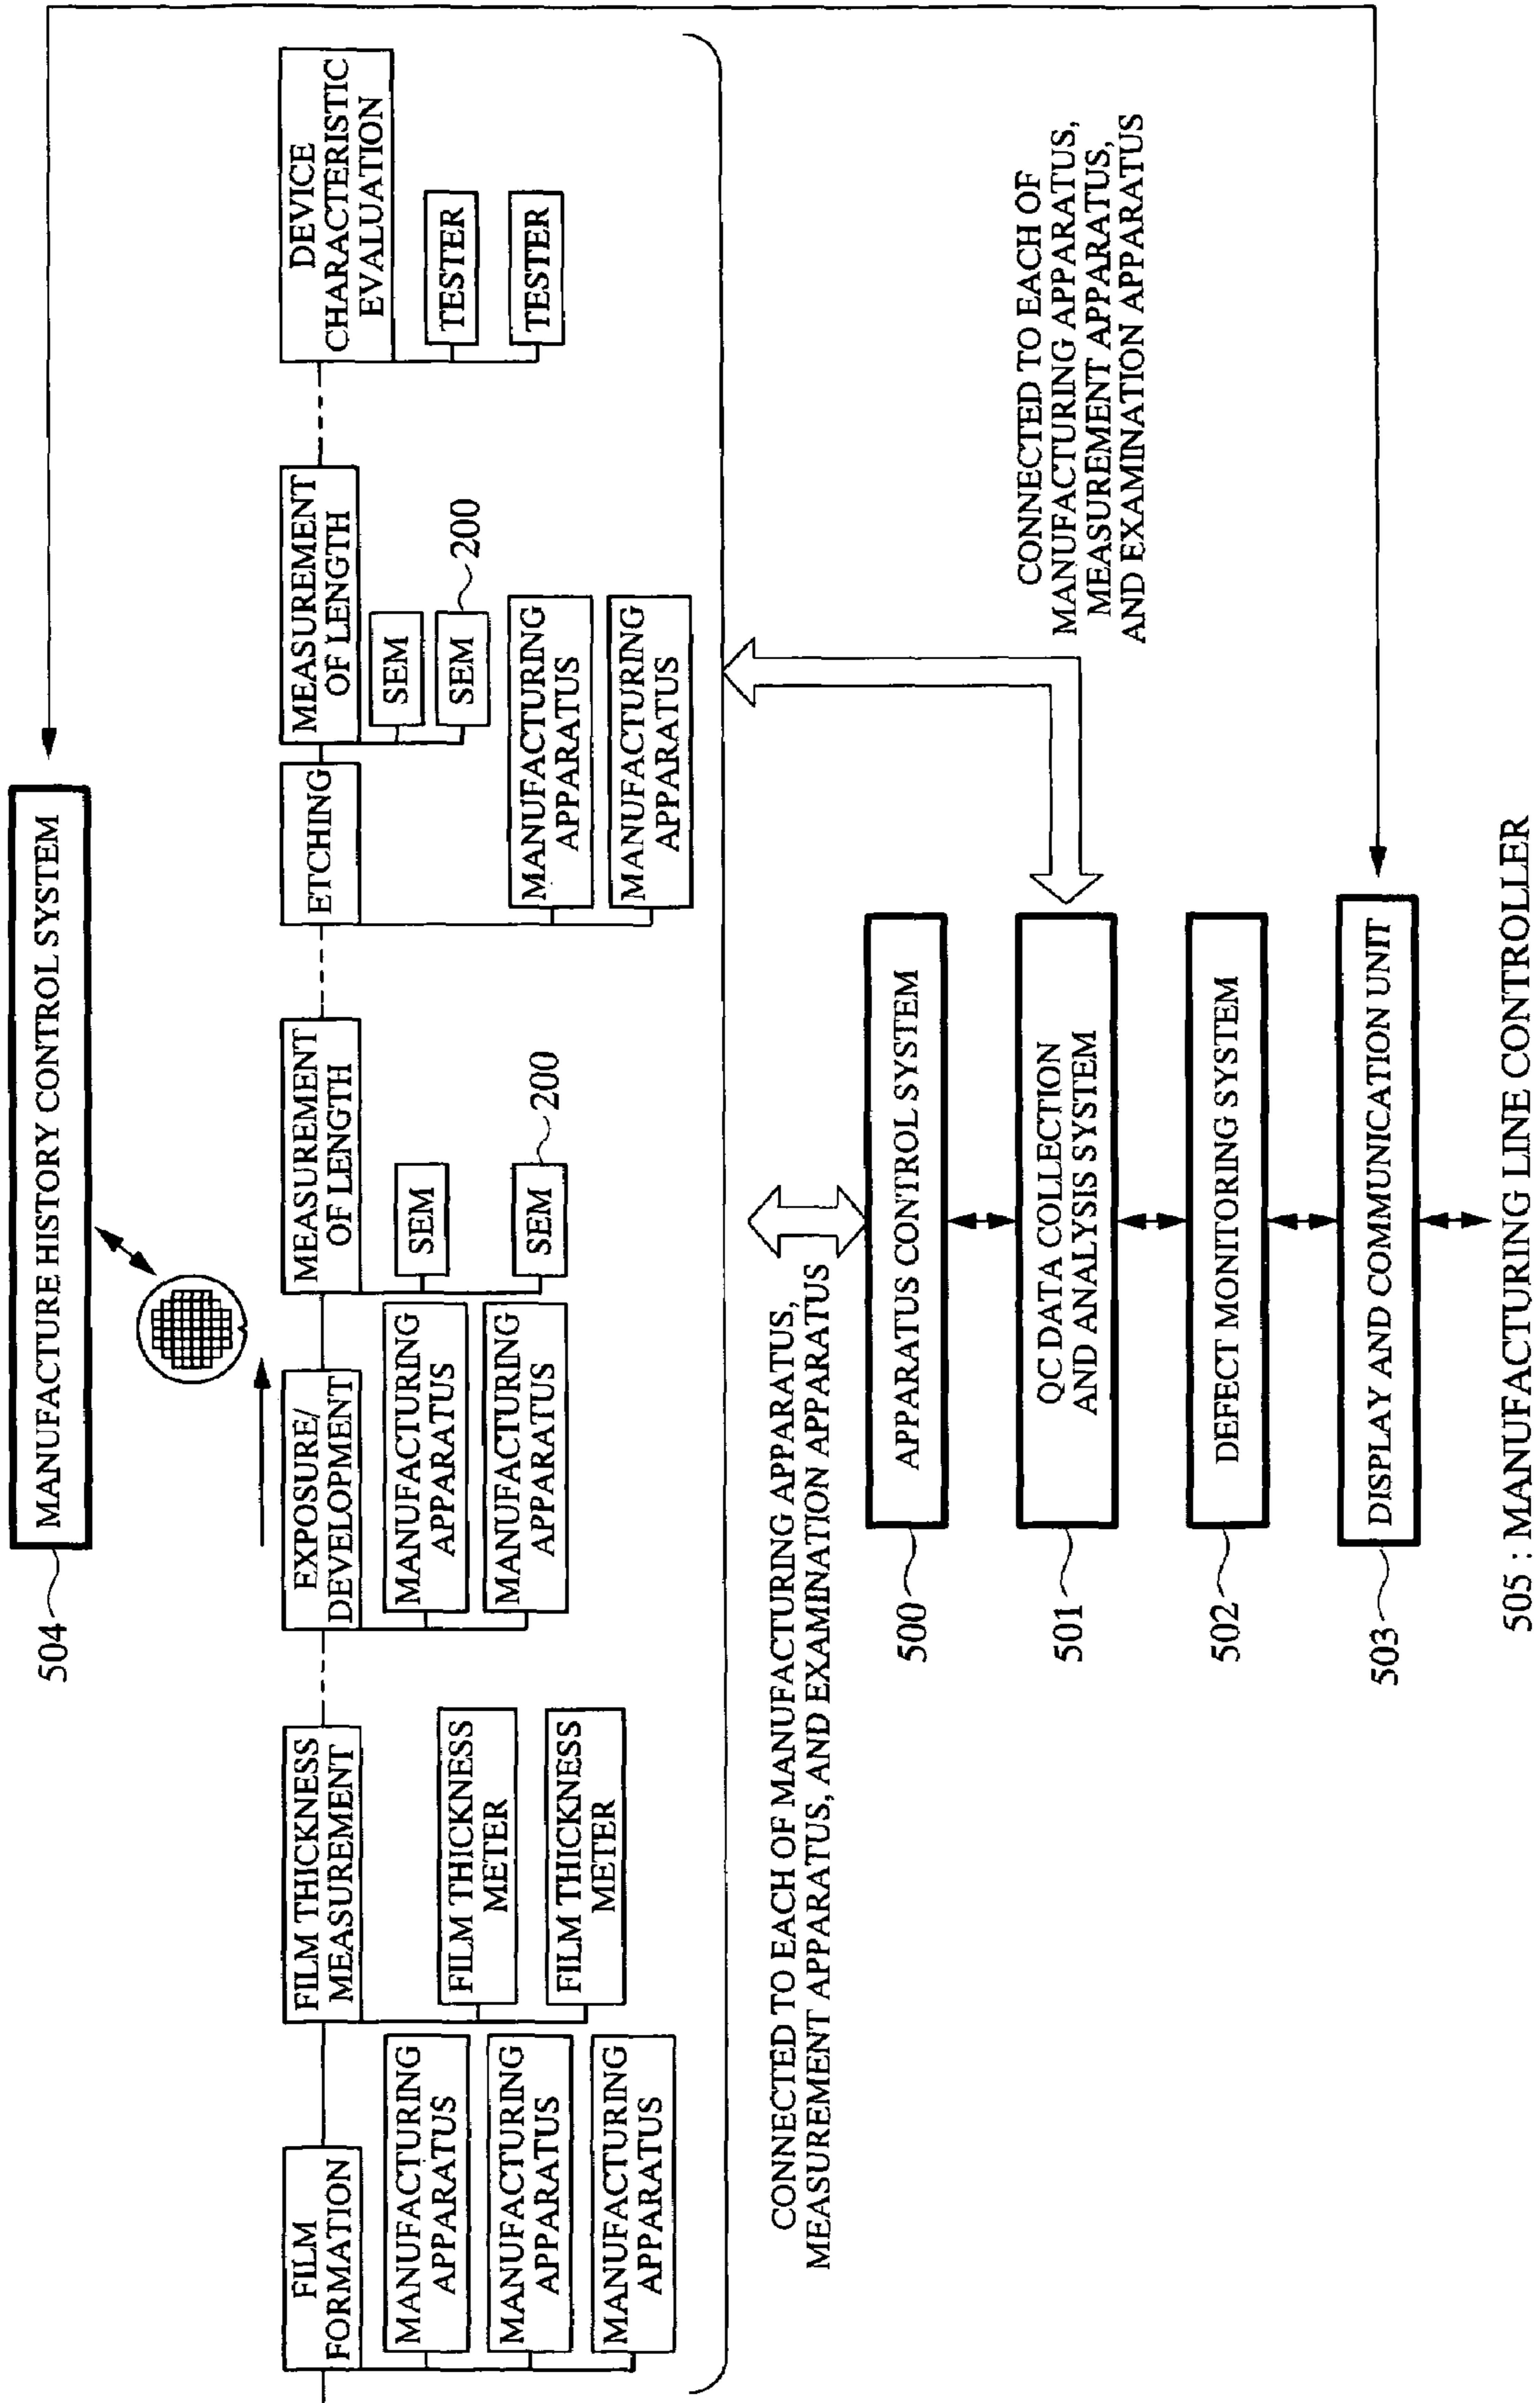 504
MANUFACTURE HISTORY CONTROL SYSTEM
FILM
FORMATION
MANUFACTURING
APPARATUS
MANUFACTURING
APPARATUS
MANUFACTURING
APPARATUS
FILM THICKNESS
MEASUREMENT
FILM THICKNESS
METER
FILM THICKNESS
METER
EXPOSURE/
DEVELOPMENT
MANUFACTURING
APPARATUS
MANUFACTURING
APPARATUS
MEASUREMENT
OF LENGTH
SEM
SEM
200
ETCHING
MANUFACTURING
APPARATUS
MANUFACTURING
APPARATUS
MEASUREMENT
OF LENGTH
SEM
SEM
200
DEVICE
CHARACTERISTIC
EVALUATION
TESTER
TESTER
CONNECTED TO EACH OF MANUFACTURING APPARATUS,
MEASUREMENT APPARATUS, AND EXAMINATION APPARATUS
CONNECTED TO EACH OF
MANUFACTURING APPARATUS,
MEASUREMENT APPARATUS,
AND EXAMINATION APPARATUS
500
APPARATUS CONTROL SYSTEM
501
QC DATA COLLECTION
AND ANALYSIS SYSTEM
502
DEFECT MONITORING SYSTEM
503
DISPLAY AND COMMUNICATION UNIT
505 : MANUFACTURING LINE CONTROLLER